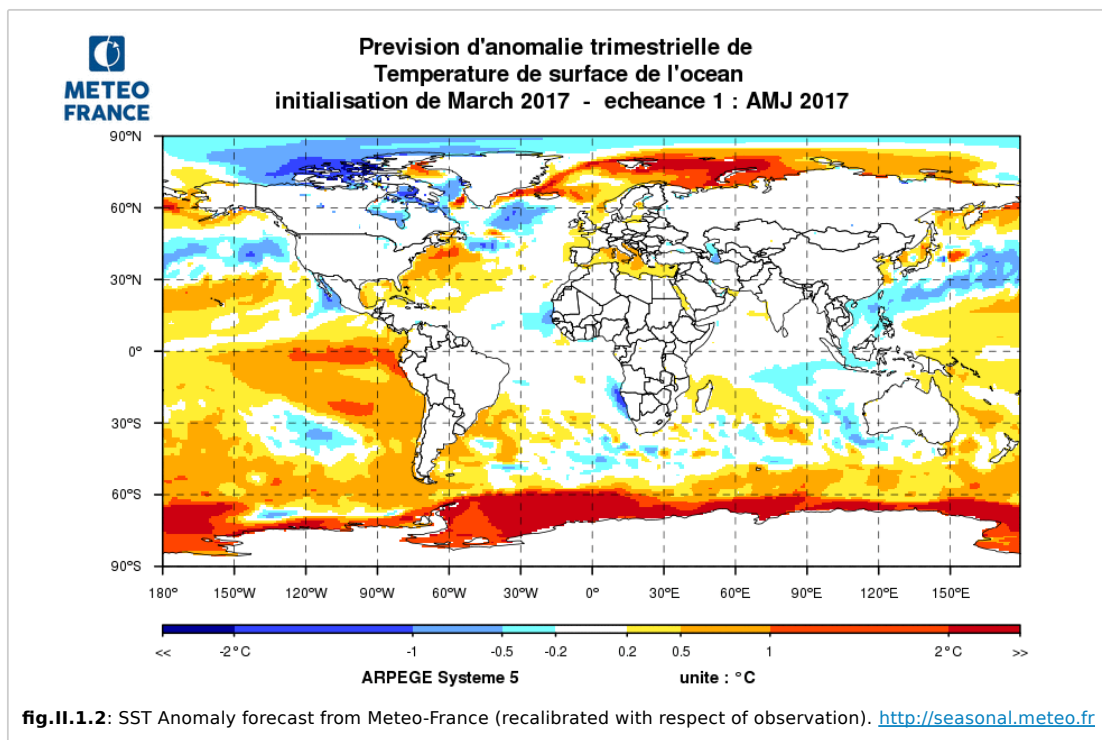 METEO
FRANCE
Prevision d'anomalie trimestrielle de
Temperature de surface de l'ocean
initialisation de March 2017 - echeance 1 : AMJ 2017
90ºN
60ºN
30ºN
0º
30ºS
60ºS
90ºS
180º 150ºW 120ºW 90ºW 60ºW 30ºW 0º 30ºE 60ºE 90ºE 120ºE 150ºE
<< -2°C -1 -0.5 -0.2 0.2 0.5 1 2°C >>
ARPEGE Systeme 5 unite : °C
fig.II.1.2: SST Anomaly forecast from Meteo-France (recalibrated with respect of observation). http://seasonal.meteo.fr